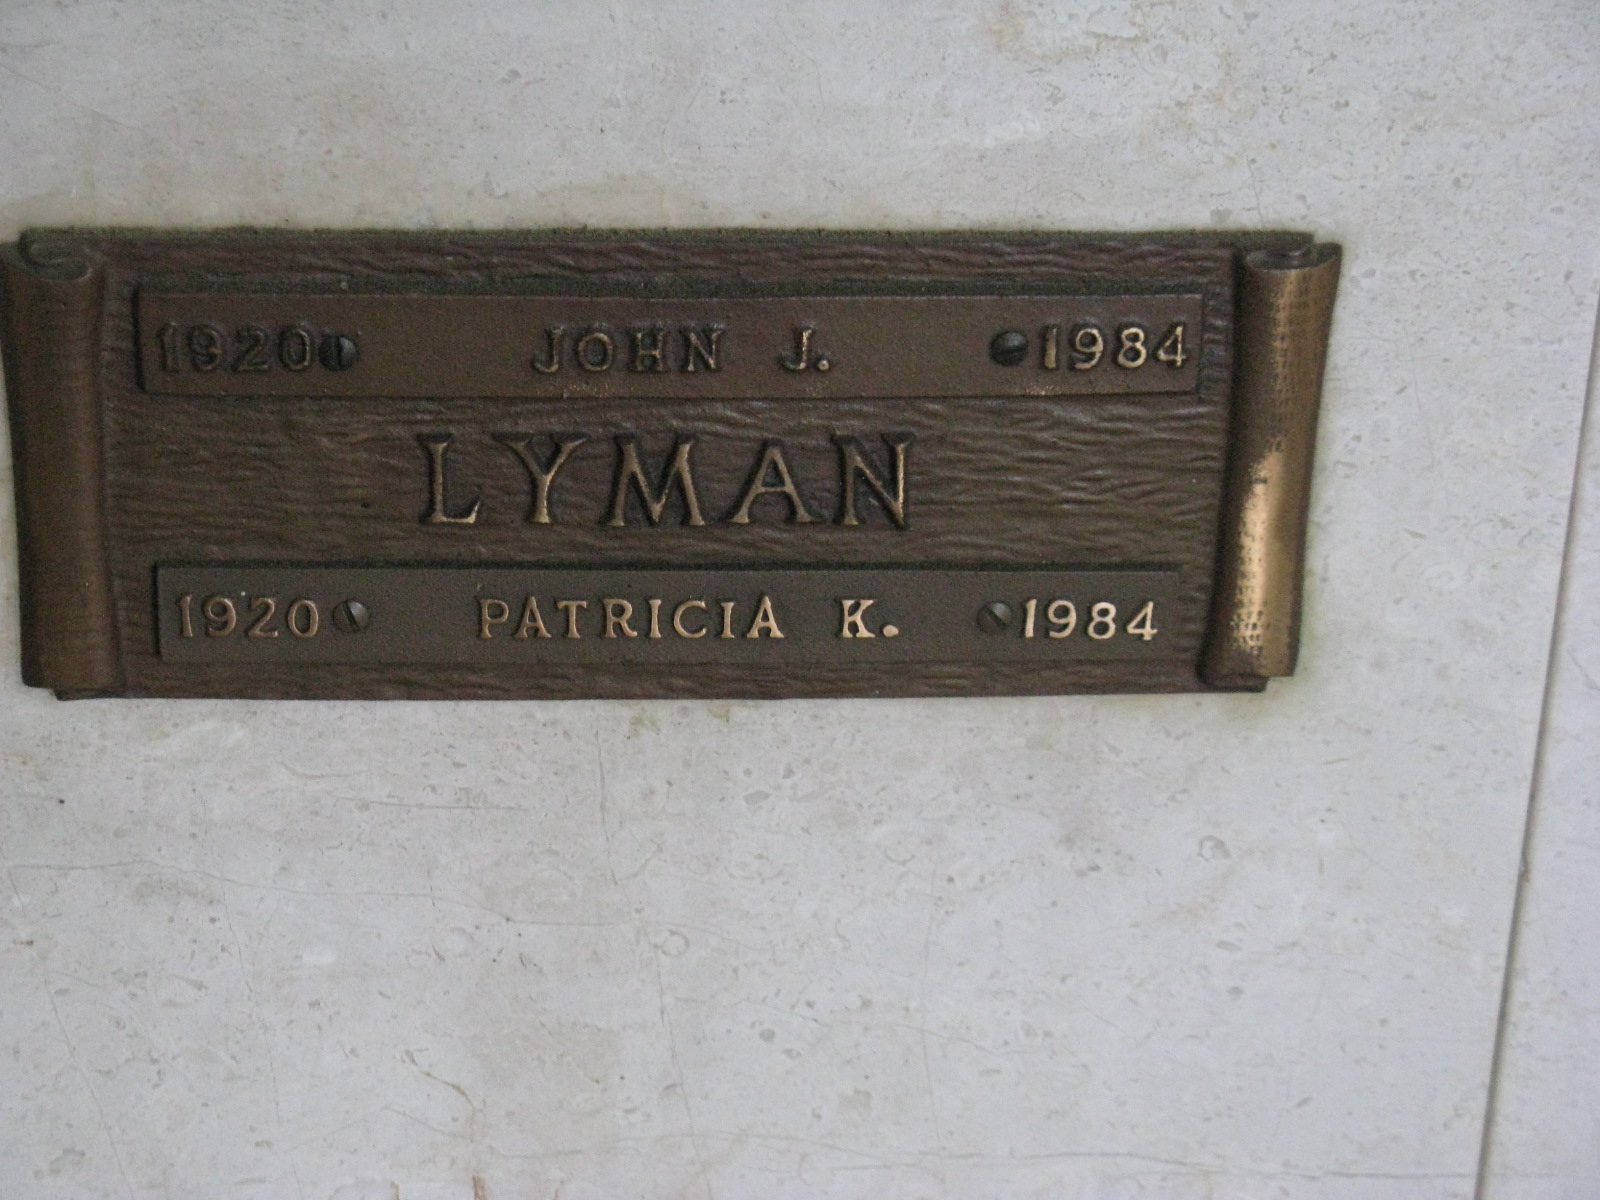 1920 JOHN J. 1984
LYMAN
1920 PATRICIA K. 1984